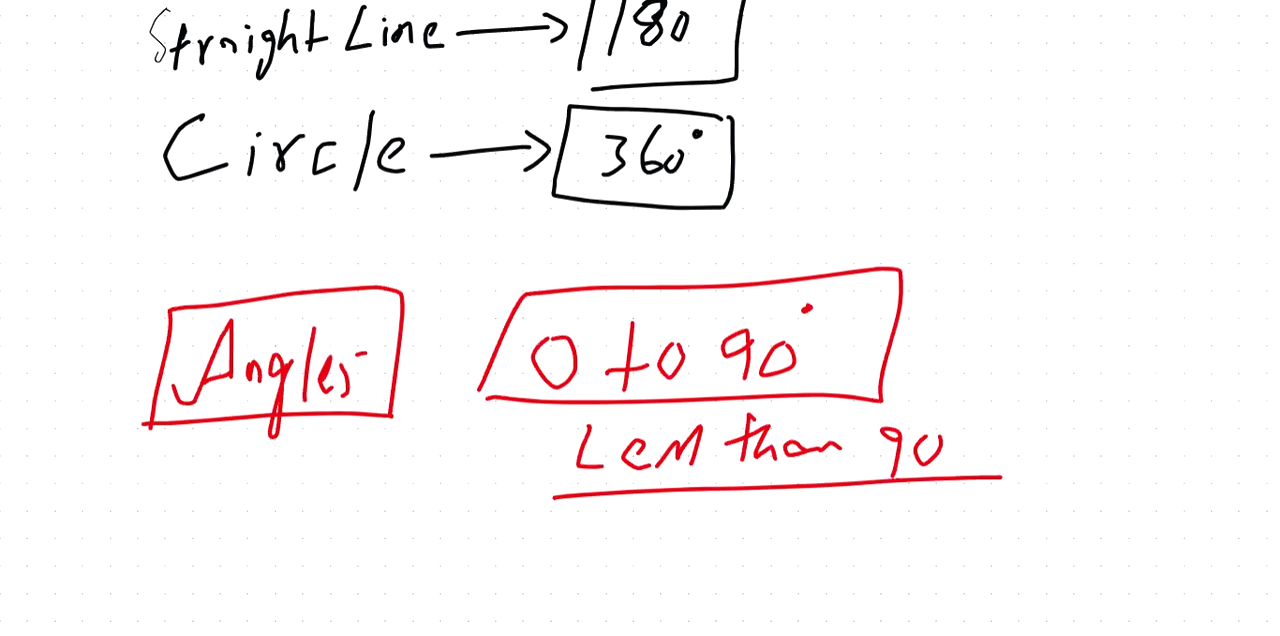 Straight Line → 180
Circle → 360°
Angles 0 to 90°
Less than 90